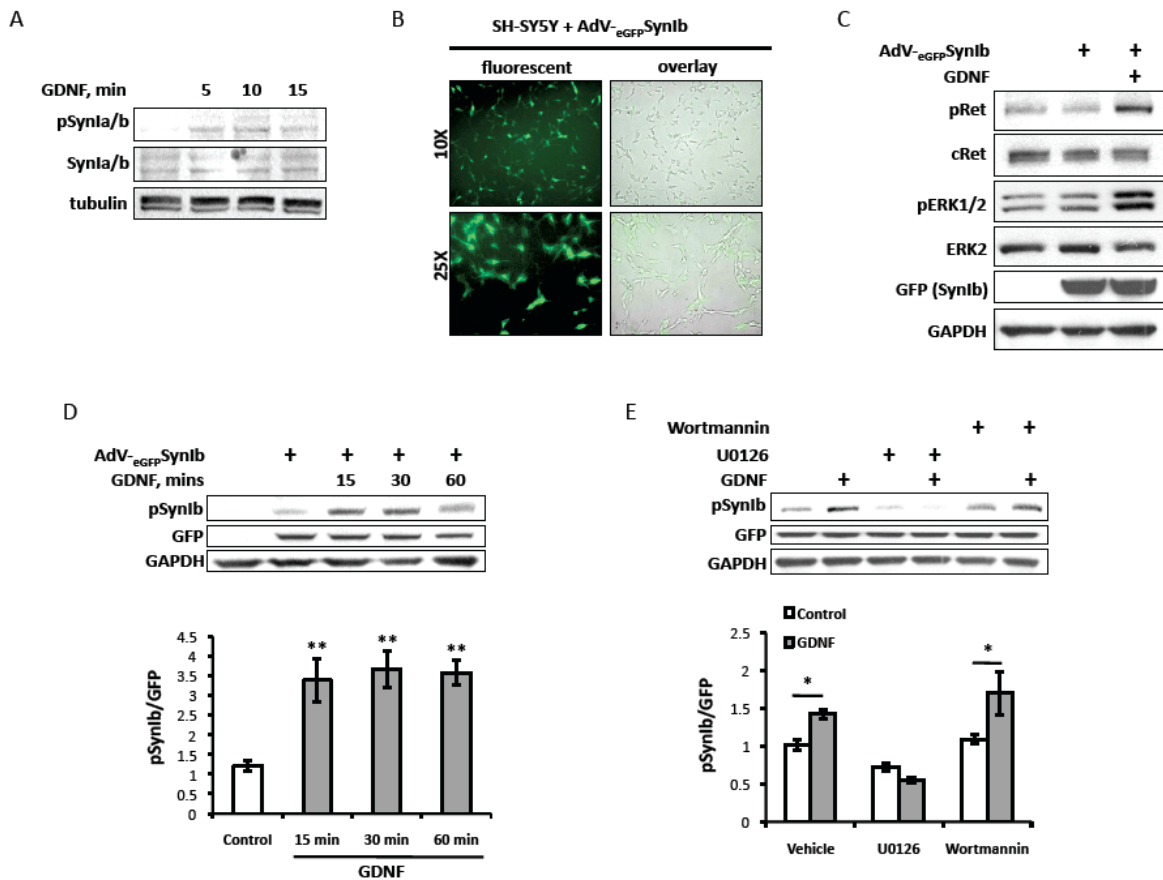 A
GDNF, min 5 10 15
pSynIa/b
SynIa/b
tubulin
B
SH-SY5Y + AdV-eGFPSynIb
fluorescent overlay
10X
25X
C
AdV-eGFPSynIb + +
GDNF +
pRet
cRet
pERK1/2
ERK2
GFP (SynIb)
GAPDH
D
AdV-eGFPSynIb + + + +
GDNF, mins 15 30 60
pSynIb
GFP
GAPDH
pSynIb/GFP
4.5
4
3.5
3
2.5
2
1.5
1
0.5
0
** ** **
Control 15 min 30 min 60 min
GDNF
E
Wortmannin + +
U0126 + +
GDNF + + +
pSynIb
GFP
GAPDH
Control
GDNF
pSynIb/GFP
2.5
2
1.5
1
0.5
0
* *
Vehicle U0126 Wortmannin